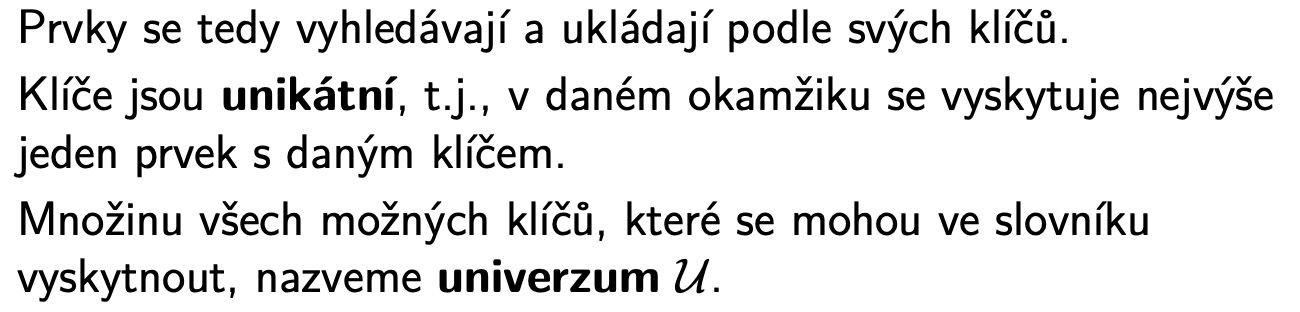 Prvky se tedy vyhledávají a ukládají podle svých klíčů.
Klíče jsou unikátní, t.j., v daném okamžiku se vyskytuje nejvýše
jeden prvek s daným klíčem.
Množinu všech možných klíčů, které se mohou ve slovníku
vyskytnout, nazveme univerzum 𝒰.